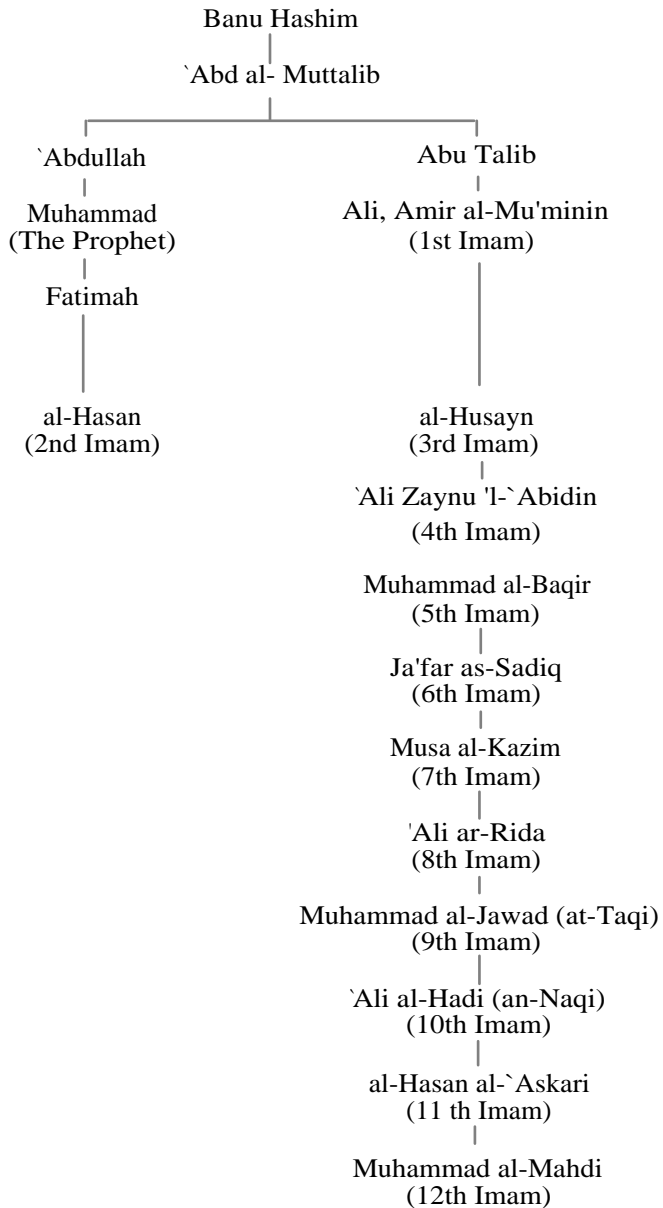 Banu Hashim
`Abd al- Muttalib
`Abdullah
Abu Talib
Muhammad
(The Prophet)
Ali, Amir al-Mu'minin
(1st Imam)
Fatimah
al-Hasan
(2nd Imam)
al-Husayn
(3rd Imam)
`Ali Zaynu 'l-`Abidin
(4th Imam)
Muhammad al-Baqir
(5th Imam)
Ja'far as-Sadiq
(6th Imam)
Musa al-Kazim
(7th Imam)
'Ali ar-Rida
(8th Imam)
Muhammad al-Jawad (at-Taqi)
(9th Imam)
`Ali al-Hadi (an-Naqi)
(10th Imam)
al-Hasan al-`Askari
(11 th Imam)
Muhammad al-Mahdi
(12th Imam)